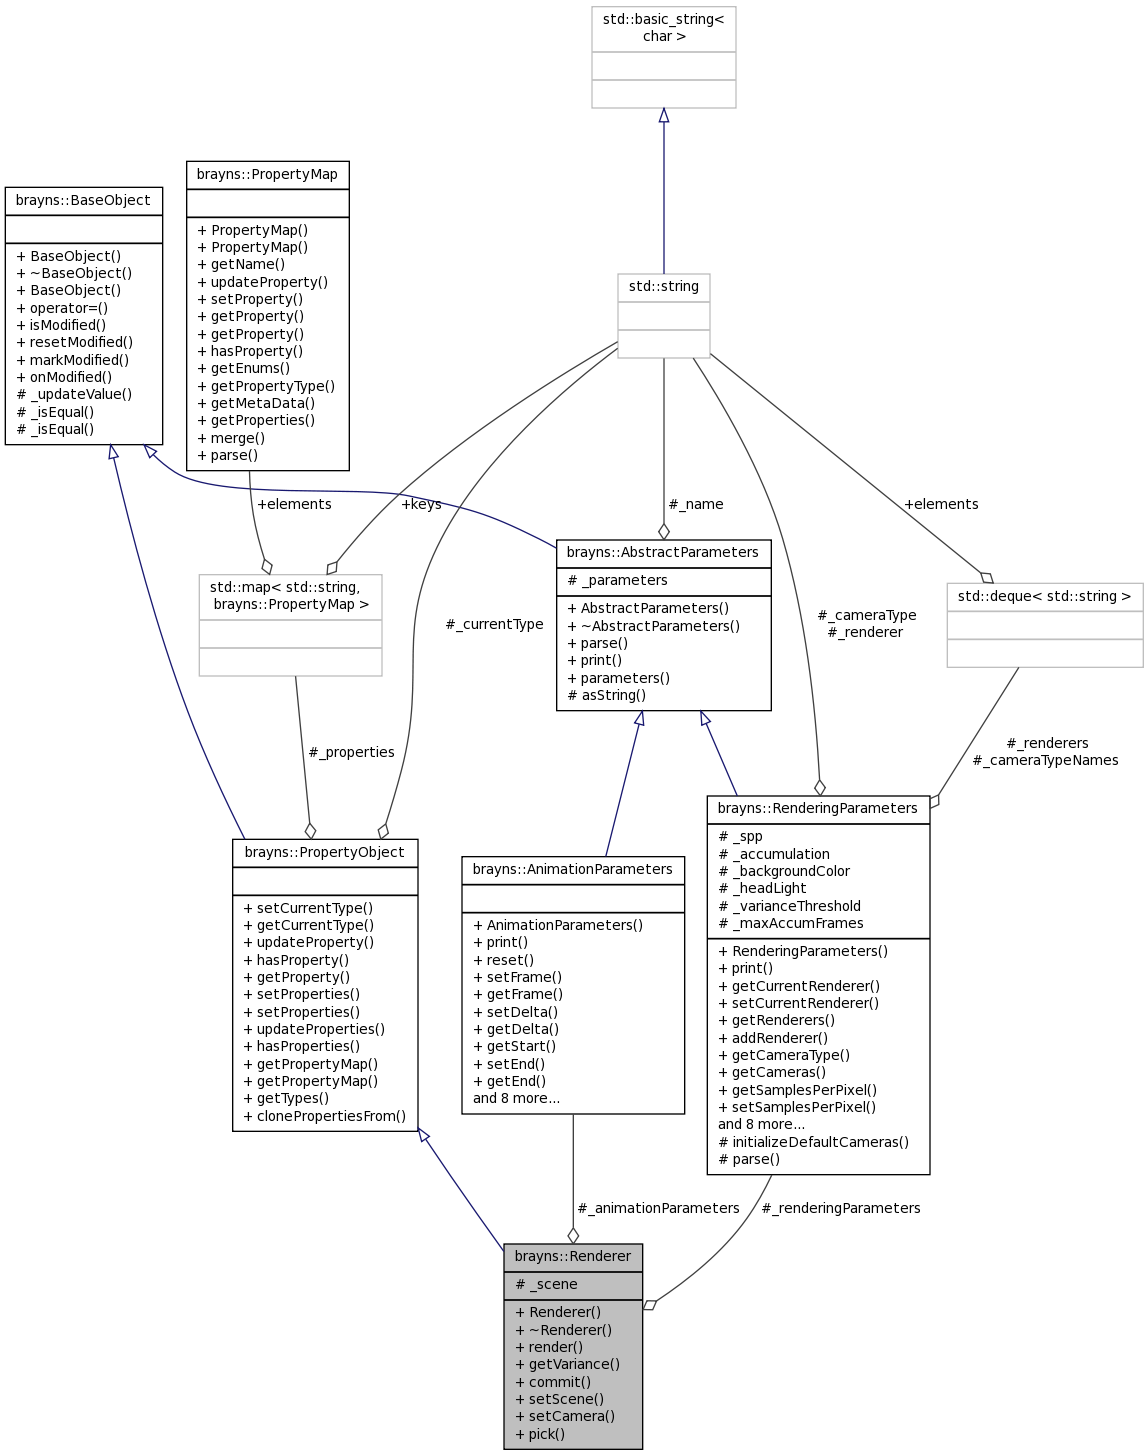 std::basic_string<
char >
brayns::PropertyMap
+ PropertyMap()
+ PropertyMap()
+ getName()
+ updateProperty()
+ setProperty()
+ getProperty()
+ getProperty()
+ hasProperty()
+ getEnums()
+ getPropertyType()
+ getMetaData()
+ getProperties()
+ merge()
+ parse()
brayns::BaseObject
+ BaseObject()
+ ~BaseObject()
+ BaseObject()
+ operator=()
+ isModified()
+ resetModified()
+ markModified()
+ onModified()
# _updateValue()
# _isEqual()
# _isEqual()
std::string
+elements
+keys
#_name
+elements
std::map< std::string,
brayns::PropertyMap >
#_currentType
brayns::AbstractParameters
# _parameters
+ AbstractParameters()
+ ~AbstractParameters()
+ parse()
+ print()
+ parameters()
# asString()
#_cameraType
#_renderer
std::deque< std::string >
#_properties
#_renderers
#_cameraTypeNames
brayns::PropertyObject
+ setCurrentType()
+ getCurrentType()
+ updateProperty()
+ hasProperty()
+ getProperty()
+ setProperties()
+ setProperties()
+ updateProperties()
+ hasProperties()
+ getPropertyMap()
+ getPropertyMap()
+ getTypes()
+ clonePropertiesFrom()
brayns::AnimationParameters
+ AnimationParameters()
+ print()
+ reset()
+ setFrame()
+ getFrame()
+ setDelta()
+ getDelta()
+ getStart()
+ setEnd()
+ getEnd()
and 8 more...
brayns::RenderingParameters
# _spp
# _accumulation
# _backgroundColor
# _headLight
# _varianceThreshold
# _maxAccumFrames
+ RenderingParameters()
+ print()
+ getCurrentRenderer()
+ setCurrentRenderer()
+ getRenderers()
+ addRenderer()
+ getCameraType()
+ getCameras()
+ getSamplesPerPixel()
+ setSamplesPerPixel()
and 8 more...
# initializeDefaultCameras()
# parse()
#_animationParameters
#_renderingParameters
brayns::Renderer
# _scene
+ Renderer()
+ ~Renderer()
+ render()
+ getVariance()
+ commit()
+ setScene()
+ setCamera()
+ pick()